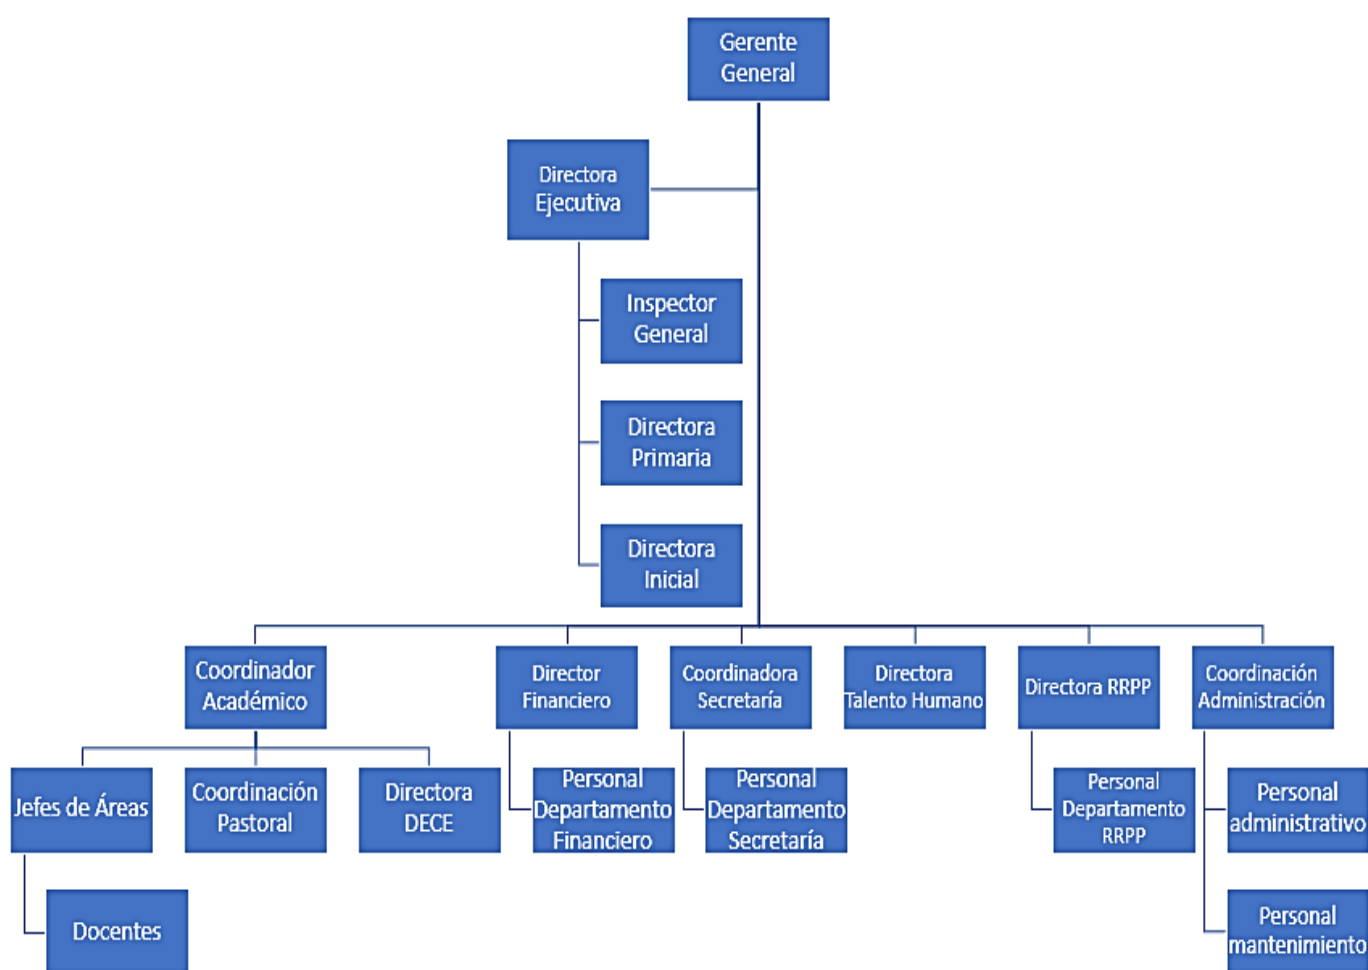 Gerente
General
Directora
Ejecutiva
Inspector
General
Directora
Primaria
Directora
Inicial
Coordinador
Académico
Director
Financiero
Coordinadora
Secretaría
Directora
Talento Humano
Directora RRPP
Coordinación
Administración
Jefes de Áreas
Coordinación
Pastoral
Directora
DECE
Personal
Departamento
Financiero
Personal
Departamento
Secretaría
Personal
Departamento
RRPP
Personal
administrativo
Docentes
Personal
mantenimiento